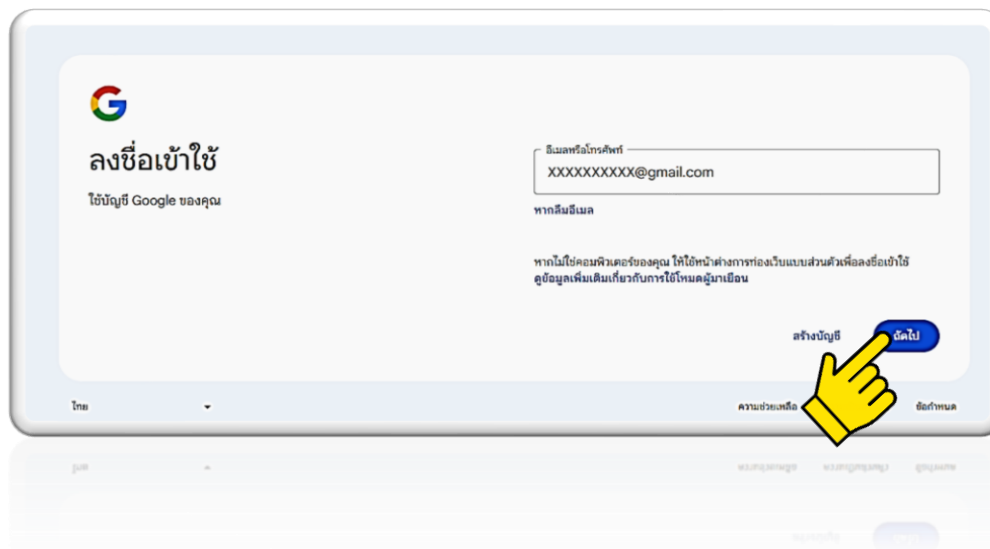 ลงชื่อเข้าใช้
ใช้บัญชี Google ของคุณ
อีเมลหรือโทรศัพท์
XXXXXXXXXX@gmail.com
หากลืมอีเมล
หากไม่ใช่คอมพิวเตอร์ของคุณ ให้ใช้หน้าต่างการท่องเว็บแบบส่วนตัวเพื่อลงชื่อเข้าใช้
ดูข้อมูลเพิ่มเติมเกี่ยวกับการใช้โหมดผู้มาเยือน
สร้างบัญชี
ถัดไป
ไทย
ความช่วยเหลือ
ข้อกำหนด